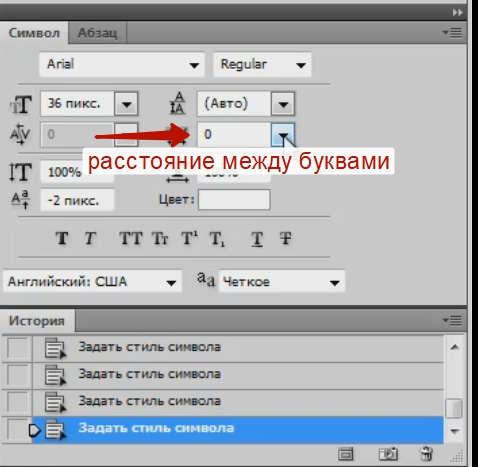 Символ Абзац
Arial Regular
36 пикс. (Авто)
0 0
расстояние между буквами
100% 100%
-2 пикс. Цвет:
T T TT Tт T¹ T₁ T T
Английский: США aа Четкое
История
Задать стиль символа
Задать стиль символа
Задать стиль символа
Задать стиль символа